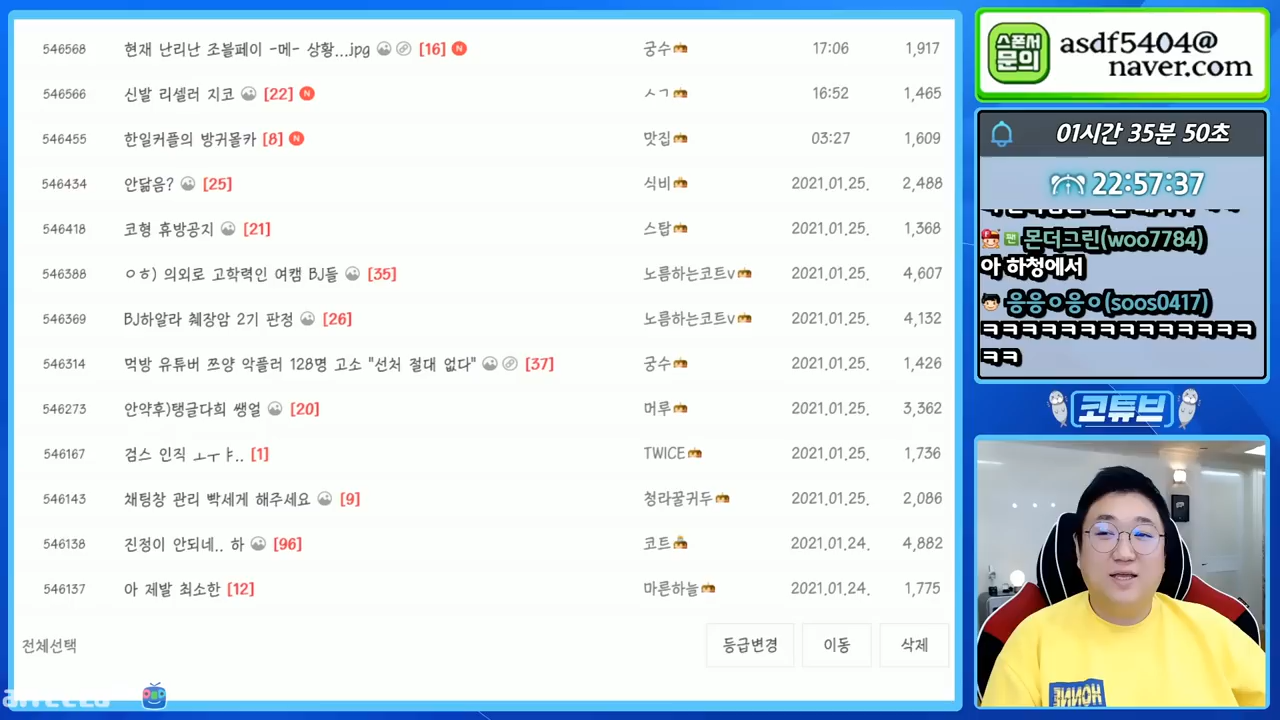 546568 현재 난리난 조블페이 -메- 상황...jpg [16] N 궁수 17:06 1,917
546566 신발 리셀러 지코 [22] N ㅅㄱ 16:52 1,465
546455 한일커플의 방귀몰카 [8] N 맛집 03:27 1,609
546434 안닮음? [25] 식비 2021.01.25. 2,488
546418 코형 휴방공지 [21] 스탑 2021.01.25. 1,368
546388 ㅇㅎ) 의외로 고학력인 여캠 BJ들 [35] 노름하는코트v 2021.01.25. 4,607
546369 BJ하알라 췌장암 2기 판정 [26] 노름하는코트v 2021.01.25. 4,132
546314 먹방 유튜버 쯔양 악플러 128명 고소 "선처 절대 없다" [37] 궁수 2021.01.25. 1,426
546273 안약후)탱글다희 쌩얼 [20] 머루 2021.01.25. 3,362
546167 검스 인직 ㅗㅜㅑ.. [1] TWICE 2021.01.25. 1,736
546143 채팅창 관리 빡세게 해주세요 [9] 청라꿀귀두 2021.01.25. 2,086
546138 진정이 안되네.. 하 [96] 코트 2021.01.24. 4,882
546137 아 제발 최소한 [12] 마른하늘 2021.01.24. 1,775
전체선택 등급변경 이동 삭제
스폰서
문의
asdf5404@
naver.com
01시간 35분 50초
22:57:37
팬 몬더그린(woo7784)
아 하청에서
응응ㅇ응ㅇ(soos0417)
ㅋㅋㅋㅋㅋㅋㅋㅋㅋㅋㅋㅋㅋㅋ
ㅋㅋ
코튜브
HONNE